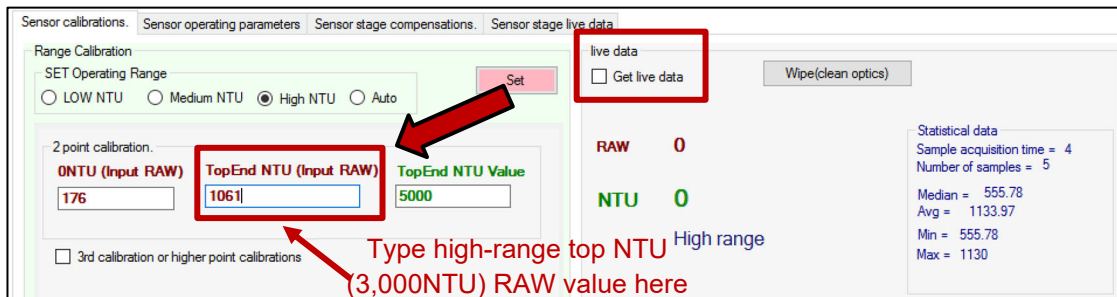 Sensor calibrations. Sensor operating parameters Sensor stage compensations. Sensor stage live data
Range Calibration
SET Operating Range
LOW NTU Medium NTU High NTU Auto
Set
2 point calibration.
0NTU (Input RAW) TopEnd NTU (Input RAW) TopEnd NTU Value
176 1061 5000
3rd calibration or higher point calibrations
Type high-range top NTU
(3,000NTU) RAW value here
live data
Get live data Wipe(clean optics)
RAW 0
NTU 0
High range
Statistical data
Sample acquisition time = 4
Number of samples = 5
Median = 555.78
Avg = 1133.97
Min = 555.78
Max = 1130